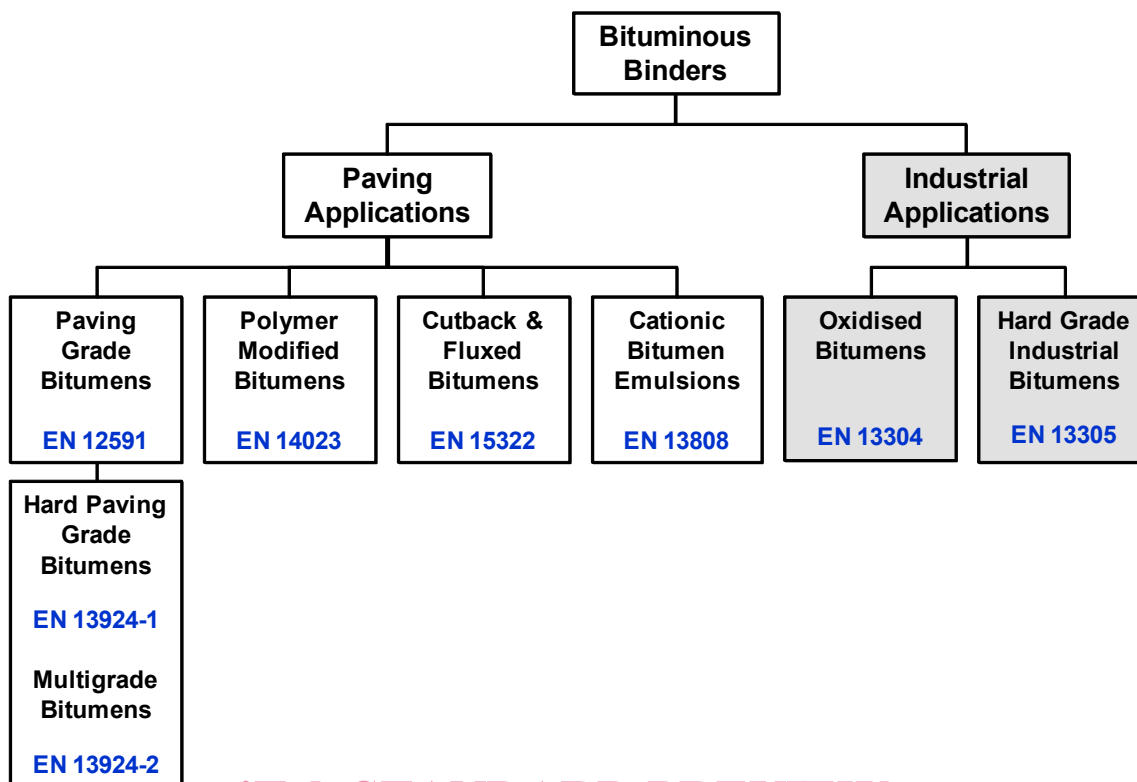 Bituminous
Binders
Paving
Applications
Industrial
Applications
Paving
Grade
Bitumens
EN 12591
Polymer
Modified
Bitumens
EN 14023
Cutback &
Fluxed
Bitumens
EN 15322
Cationic
Bitumen
Emulsions
EN 13808
Oxidised
Bitumens
EN 13304
Hard Grade
Industrial
Bitumens
EN 13305
Hard Paving
Grade
Bitumens
EN 13924-1
Multigrade
Bitumens
EN 13924-2